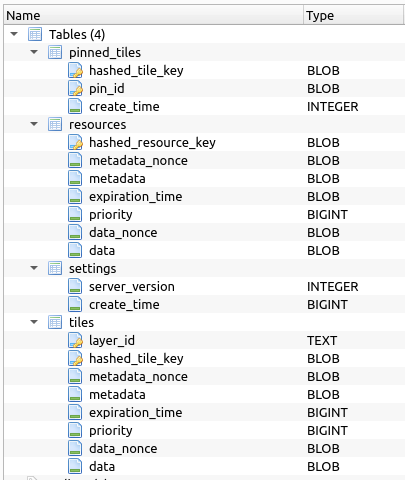 Name Type
Tables (4)
pinned_tiles
hashed_tile_key BLOB
pin_id BLOB
create_time INTEGER
resources
hashed_resource_key BLOB
metadata_nonce BLOB
metadata BLOB
expiration_time BLOB
priority BIGINT
data_nonce BLOB
data BLOB
settings
server_version INTEGER
create_time BIGINT
tiles
layer_id TEXT
hashed_tile_key BLOB
metadata_nonce BLOB
metadata BLOB
expiration_time BIGINT
priority BIGINT
data_nonce BLOB
data BLOB